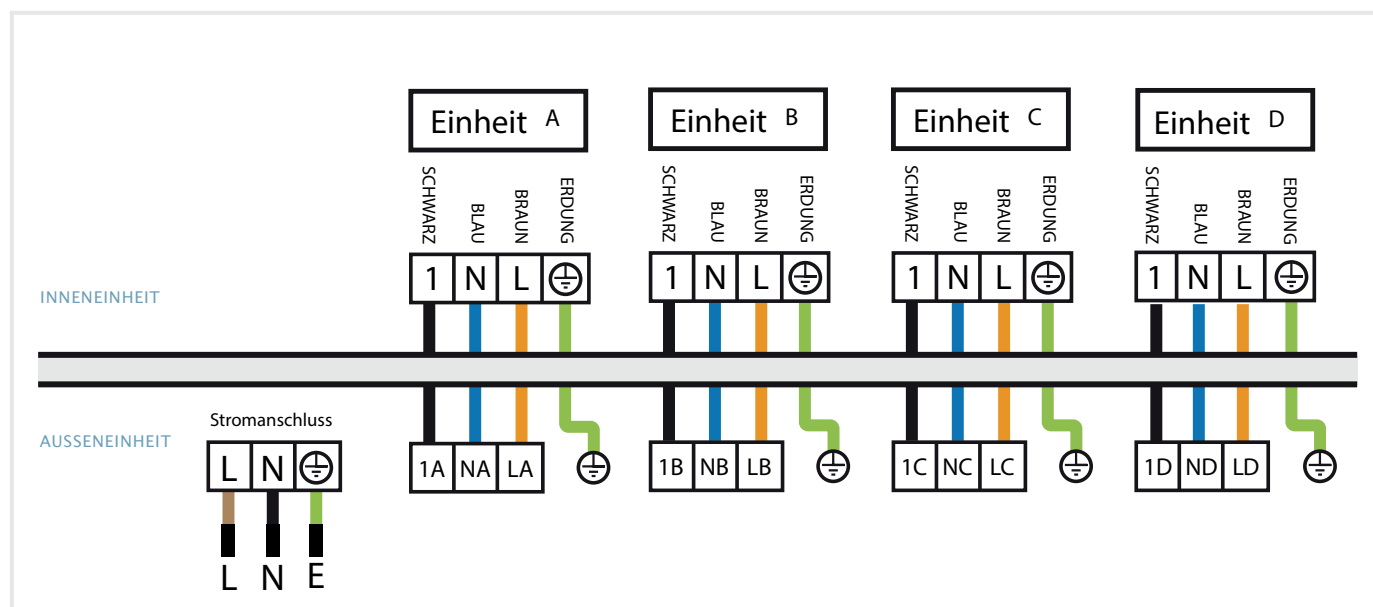 Einheit A
Einheit B
Einheit C
Einheit D
SCHWARZ BLAU BRAUN ERDUNG
SCHWARZ BLAU BRAUN ERDUNG
SCHWARZ BLAU BRAUN ERDUNG
SCHWARZ BLAU BRAUN ERDUNG
1 N L
1 N L
1 N L
1 N L
INNENEINHEIT
AUSSENEINHEIT
Stromanschluss
L N
L N E
1A NA LA
1B NB LB
1C NC LC
1D ND LD